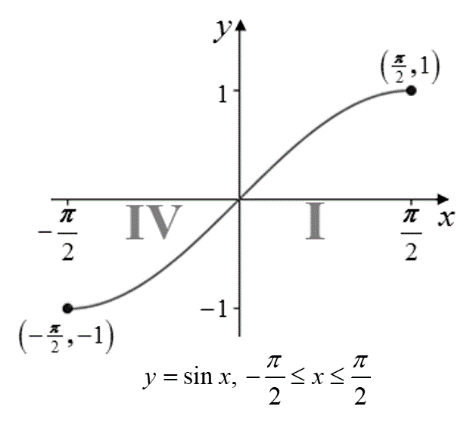 y
(π/2, 1)
1
IV I x
-π/2 π/2
-1
(-π/2, -1)
y = sin x, -π/2 ≤ x ≤ π/2